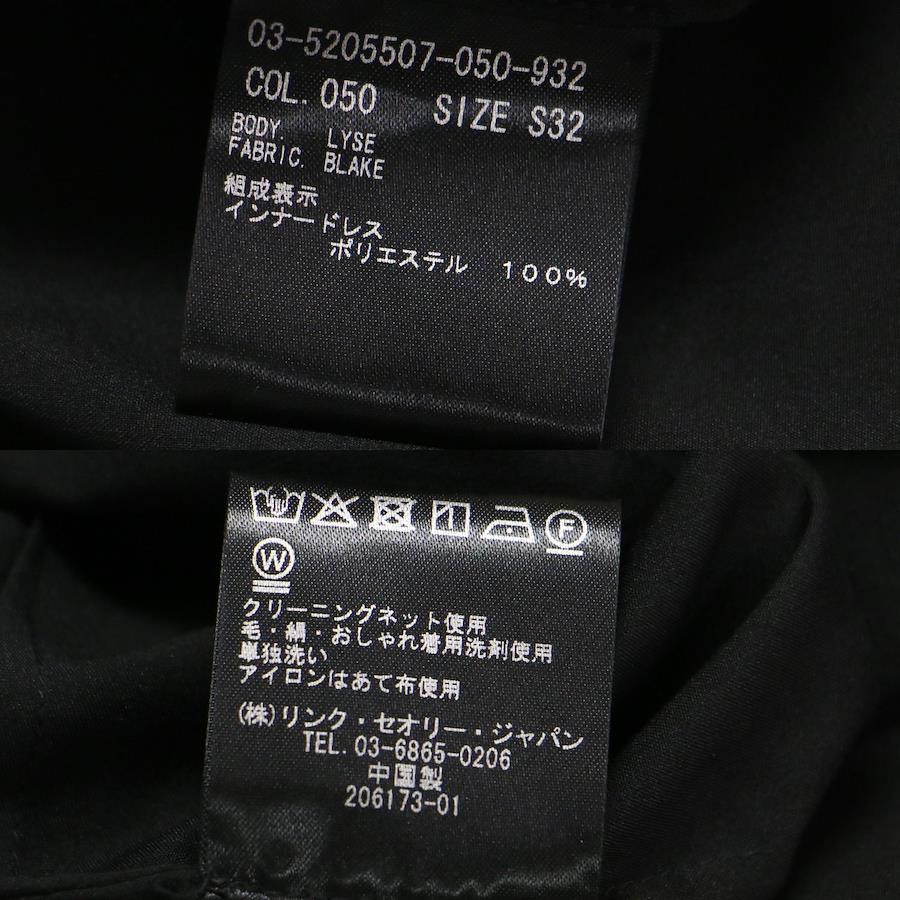 03-5205507-050-932
COL. 050 SIZE S32
BODY. LYSE
FABRIC. BLAKE
組成表示
インナードレス
ポリエステル 100%
F
W
クリーニングネット使用
毛・絹・おしゃれ着用洗剤使用
単独洗い
アイロンはあて布使用
(株)リンク・セオリー・ジャパン
TEL. 03-6865-0206
中国製
206173-01